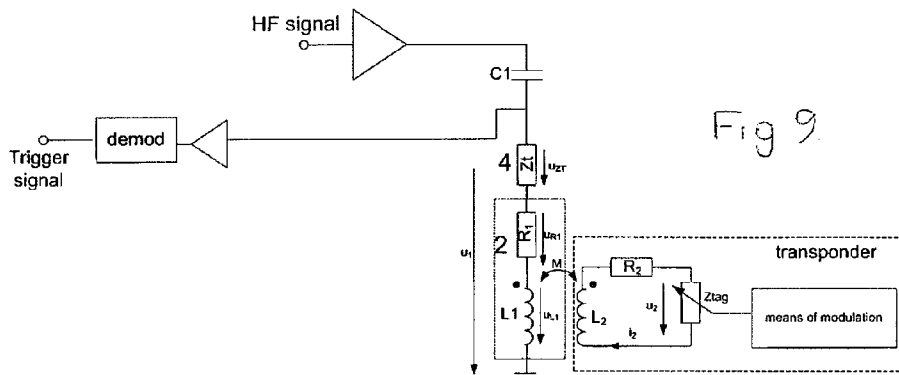 HF signal
C1
Fig 9
demod
Trigger
signal
4
Zt
uZT
2
R1
uR1
u1
M
L1
uL1
transponder
R2
L2
u2
i2
Ztag
means of modulation